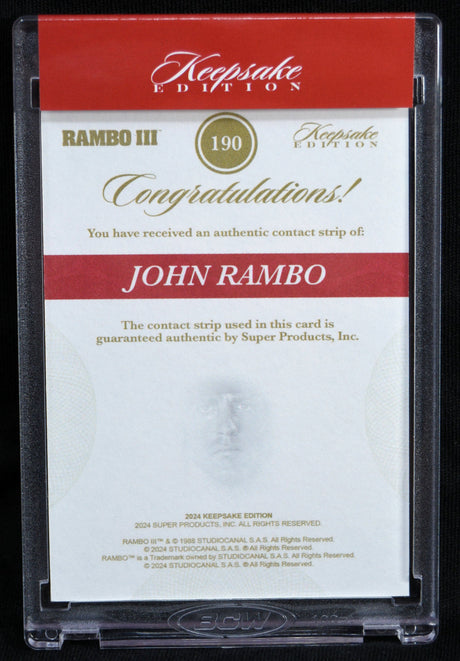 Keepsake
EDITION
RAMBO III™
190
Keepsake
EDITION
Congratulations!
You have received an authentic contact strip of:
JOHN RAMBO
The contact strip used in this card is
guaranteed authentic by Super Products, Inc.
2024 KEEPSAKE EDITION
2024 SUPER PRODUCTS, INC. ALL RIGHTS RESERVED.
RAMBO III™ & © 1988 STUDIOCANAL S.A.S. All Rights Reserved.
© 2024 STUDIOCANAL S.A.S. ® All Rights Reserved.
RAMBO™ is a Trademark owned by STUDIOCANAL S.A.S. All Rights Reserved.
© 2024 STUDIOCANAL S.A.S. ® All Rights Reserved.
BCW